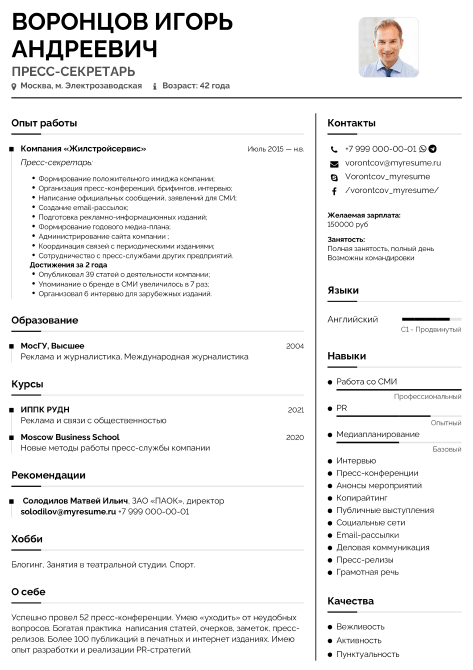 ВОРОНЦОВ ИГОРЬ
АНДРЕЕВИЧ
ПРЕСС-СЕКРЕТАРЬ
Москва, м. Электрозаводская Возраст: 42 года
Опыт работы
Компания «Жилстройсервис» Июль 2015 — н.в.
Пресс-секретарь:
• Формирование положительного имиджа компании;
• Организация пресс-конференций, брифингов, интервью;
• Написание официальных сообщений, заявлений для СМИ;
• Создание email-рассылок;
• Подготовка рекламно-информационных изданий;
• Формирование годового медиа-плана;
• Администрирование сайта компании ;
• Координация связей с периодическими изданиями;
• Сотрудничество с пресс-службами других предприятий.
Достижения за 2 года
• Опубликовал 39 статей о деятельности компании;
• Упоминание о бренде в СМИ увеличилось в 7 раз;
• Организовал 6 интервью для зарубежных изданий.
Образование
МосГУ, Высшее 2004
Реклама и журналистика, Международная журналистика
Курсы
ИППК РУДН 2021
Реклама и связи с общественностью
Moscow Business School 2020
Новые методы работы пресс-службы компании
Рекомендации
Солодилов Матвей Ильич, ЗАО «ПАОК», директор
solodilov@myresume.ru +7 999 000-00-01
Хобби
Блогинг, Занятия в театральной студии. Спорт.
О себе
Успешно провел 52 пресс-конференции. Умею «уходить» от неудобных
вопросов. Богатая практика написания статей, очерков, заметок, пресс-
релизов. Более 100 публикаций в печатных и интернет изданиях. Имею
опыт разработки и реализации PR-стратегий.
Контакты
+7 999 000-00-01
vorontcov@myresume.ru
Vorontcov_myresume
/Vorontcov_myresume/
Желаемая зарплата:
150000 руб
Занятость:
Полная занятость, полный день
Возможны командировки
Языки
Английский
C1 - Продвинутый
Навыки
• Работа со СМИ
Профессиональный
• PR
Опытный
• Медиапланирование
Базовый
• Интервью
• Пресс-конференции
• Анонсы мероприятий
• Копирайтинг
• Публичные выступления
• Социальные сети
• Email-рассылки
• Деловая коммуникация
• Пресс-релизы
• Грамотная речь
Качества
• Вежливость
• Активность
• Пунктуальность